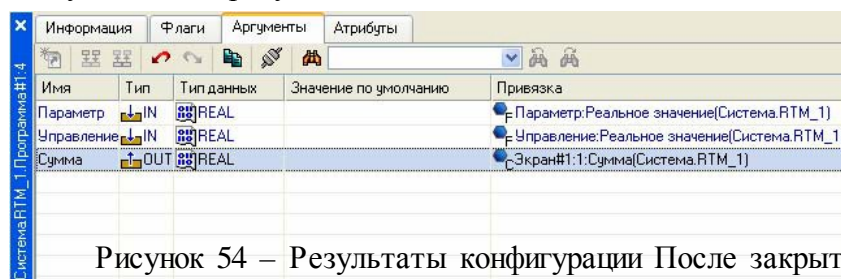 Информация Флаги Аргументы Атрибуты
Имя Тип Тип данных Значение по умолчанию Привязка
Параметр IN REAL Параметр:Реальное значение(Система.RTM_1)
Управление IN REAL Управление:Реальное значение(Система.RTM_1
Сумма OUT REAL Экран#1:1:Сумма(Система.RTM_1)
Система.RTM_1.Программа#1:4
Рисунок 54 – Результаты конфигурации После закрыт